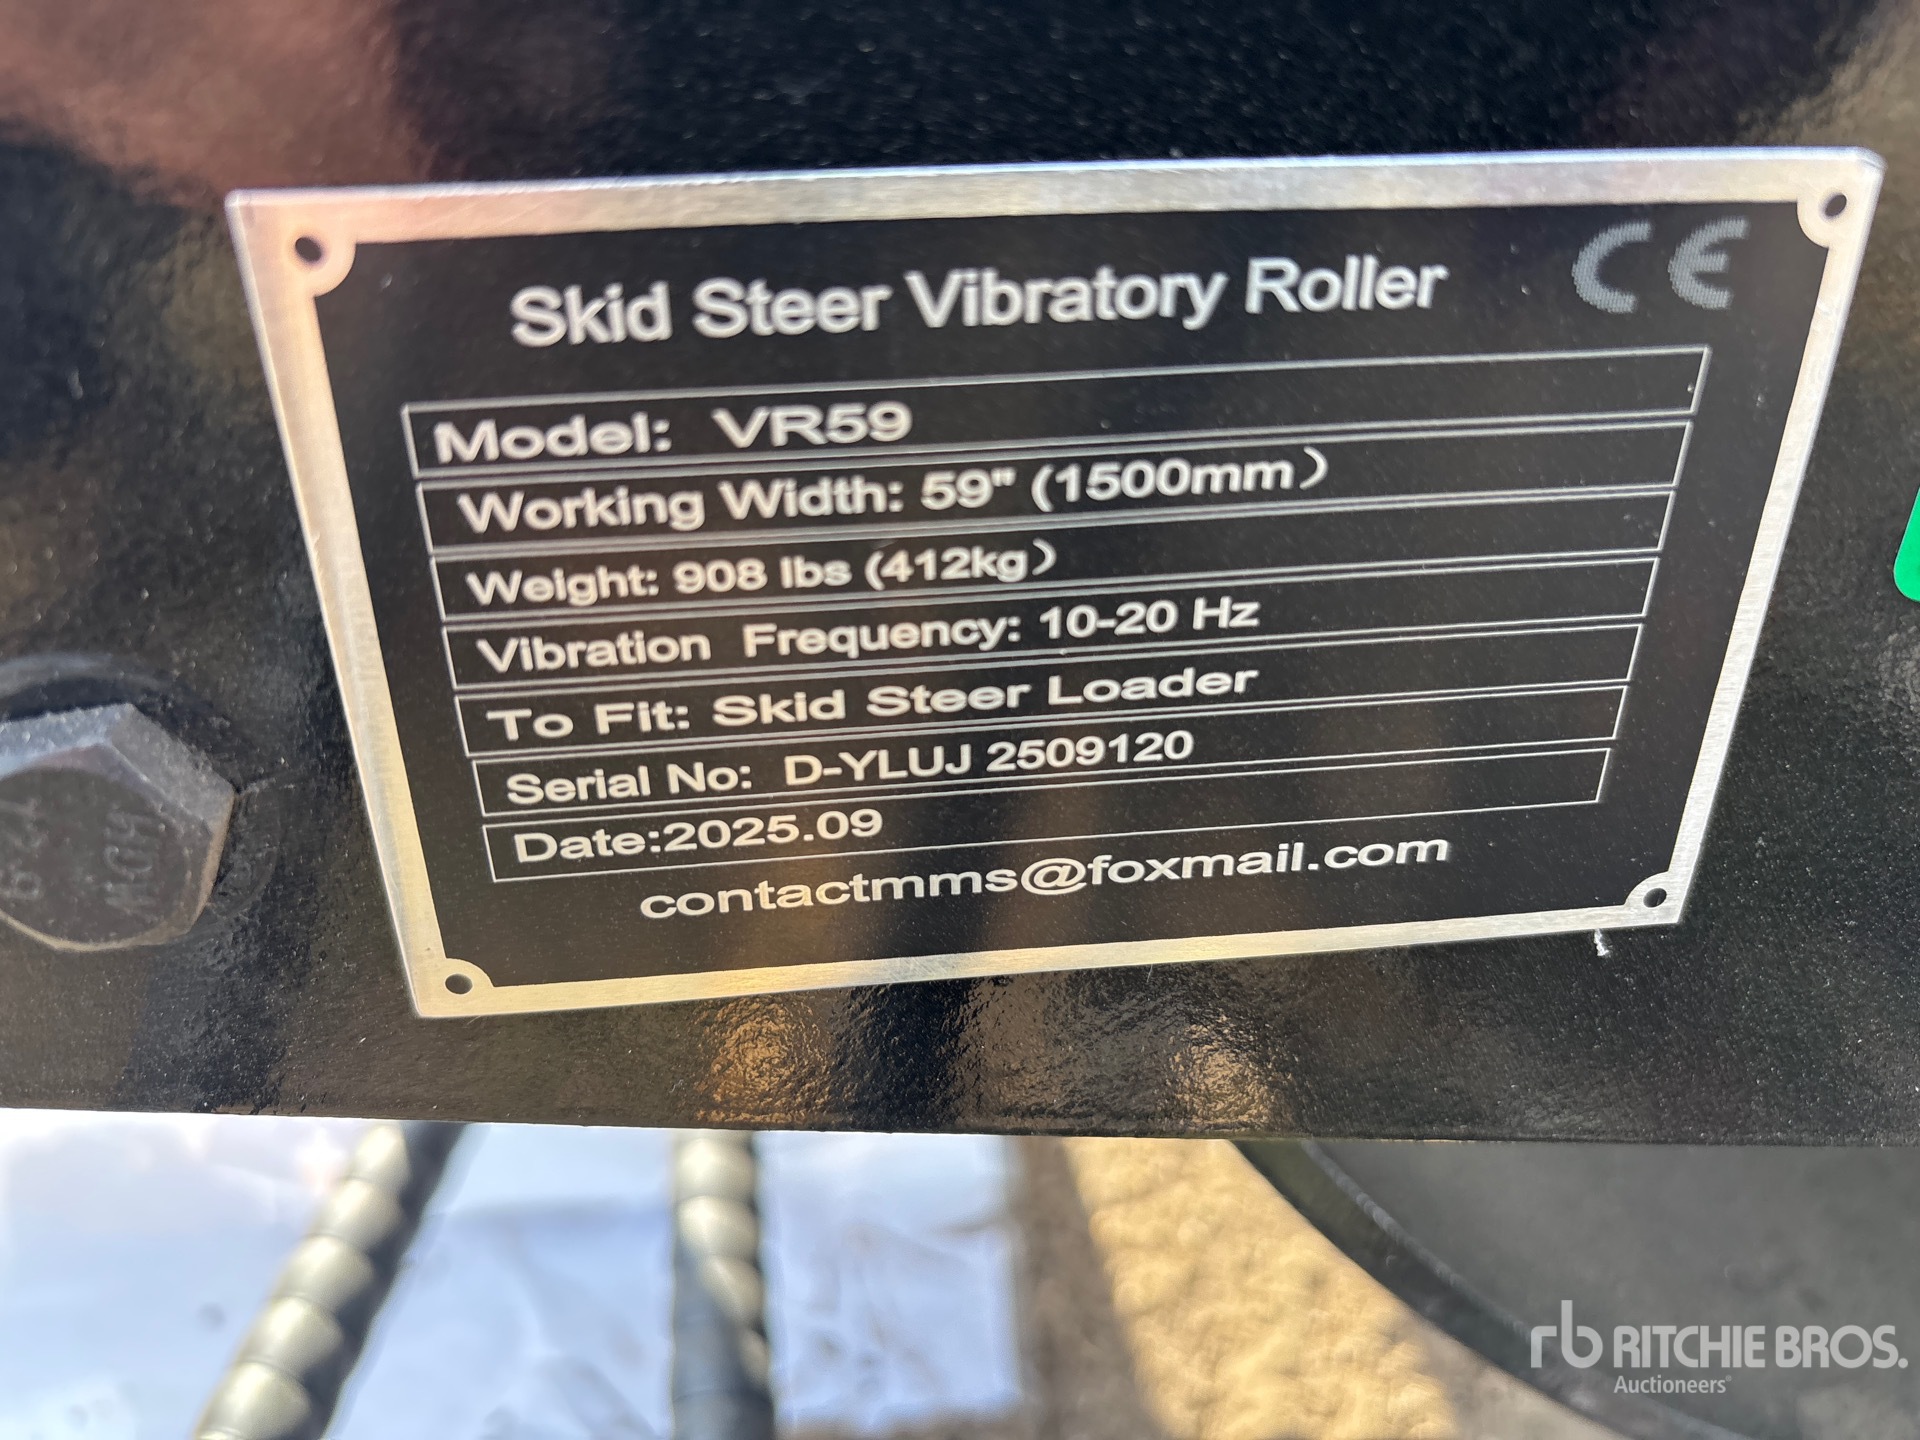 CE
Skid Steer Vibratory Roller
Model: VR59
Working Width: 59" (1500mm)
Weight: 908 lbs (412kg)
Vibration Frequency: 10-20 Hz
To Fit: Skid Steer Loader
Serial No: D-YLUJ 2509120
Date:2025.09
contactmms@foxmail.com
rb RITCHIE BROS.
Auctioneers